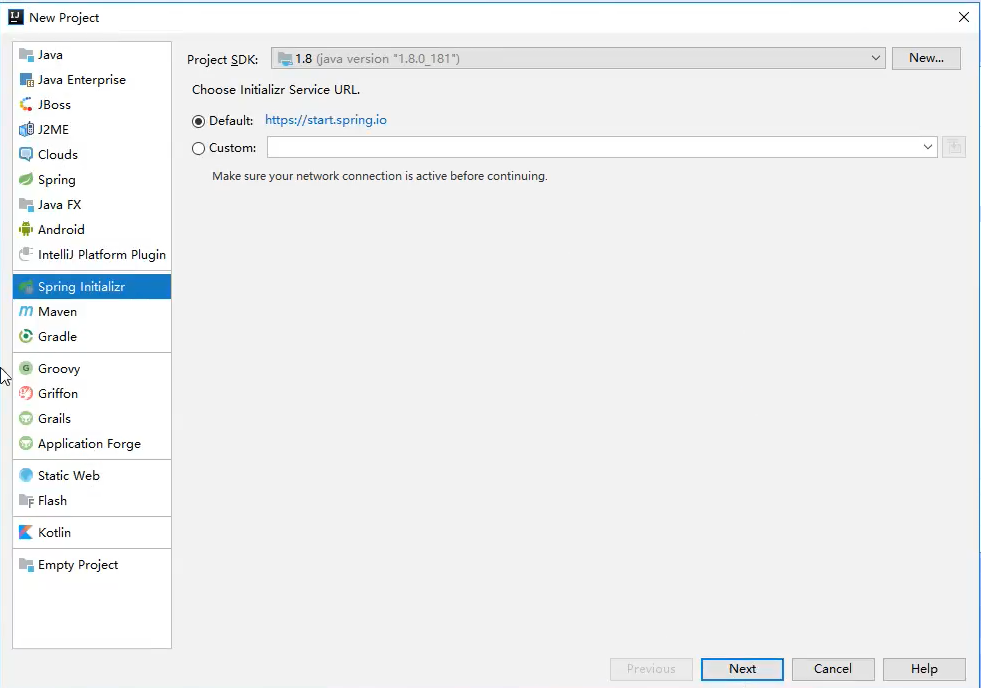 New Project
Java
Java Enterprise
JBoss
J2ME
Clouds
Spring
Java FX
Android
IntelliJ Platform Plugin
Spring Initializr
Maven
Gradle
Groovy
Griffon
Grails
Application Forge
Static Web
Flash
Kotlin
Empty Project
Project SDK: 1.8 (java version "1.8.0_181") New...
Choose Initializr Service URL.
Default: https://start.spring.io
Custom:
Make sure your network connection is active before continuing.
Previous Next Cancel Help